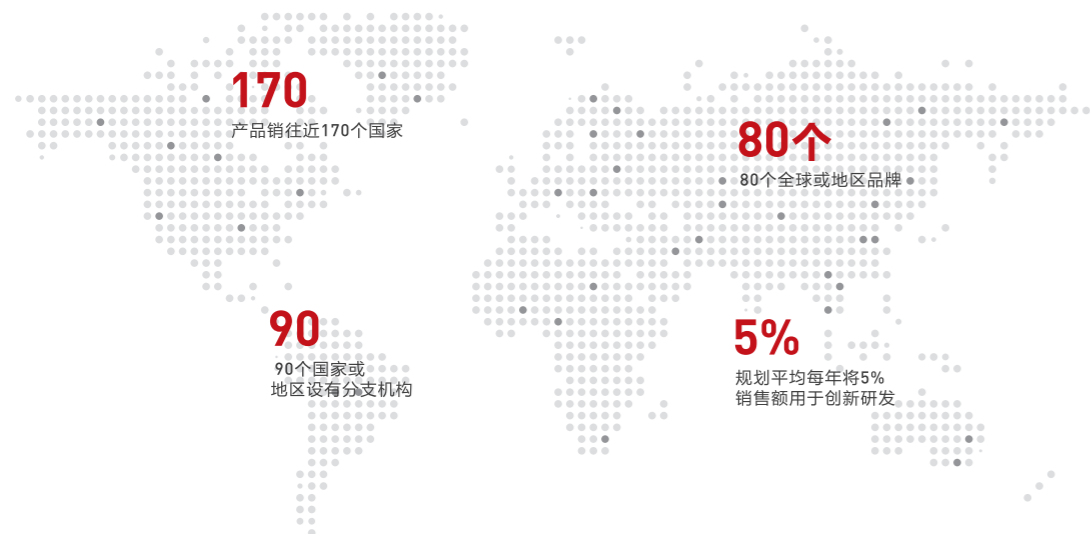 170
产品销往近170个国家
80个
80个全球或地区品牌
90
90个国家或
地区设有分支机构
5%
规划平均每年将5%
销售额用于创新研发